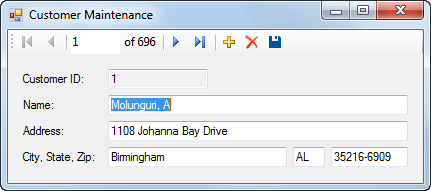 Customer Maintenance
1 of 696
Customer ID: 1
Name: Molunguri, A
Address: 1108 Johanna Bay Drive
City, State, Zip: Birmingham AL 35216-6909